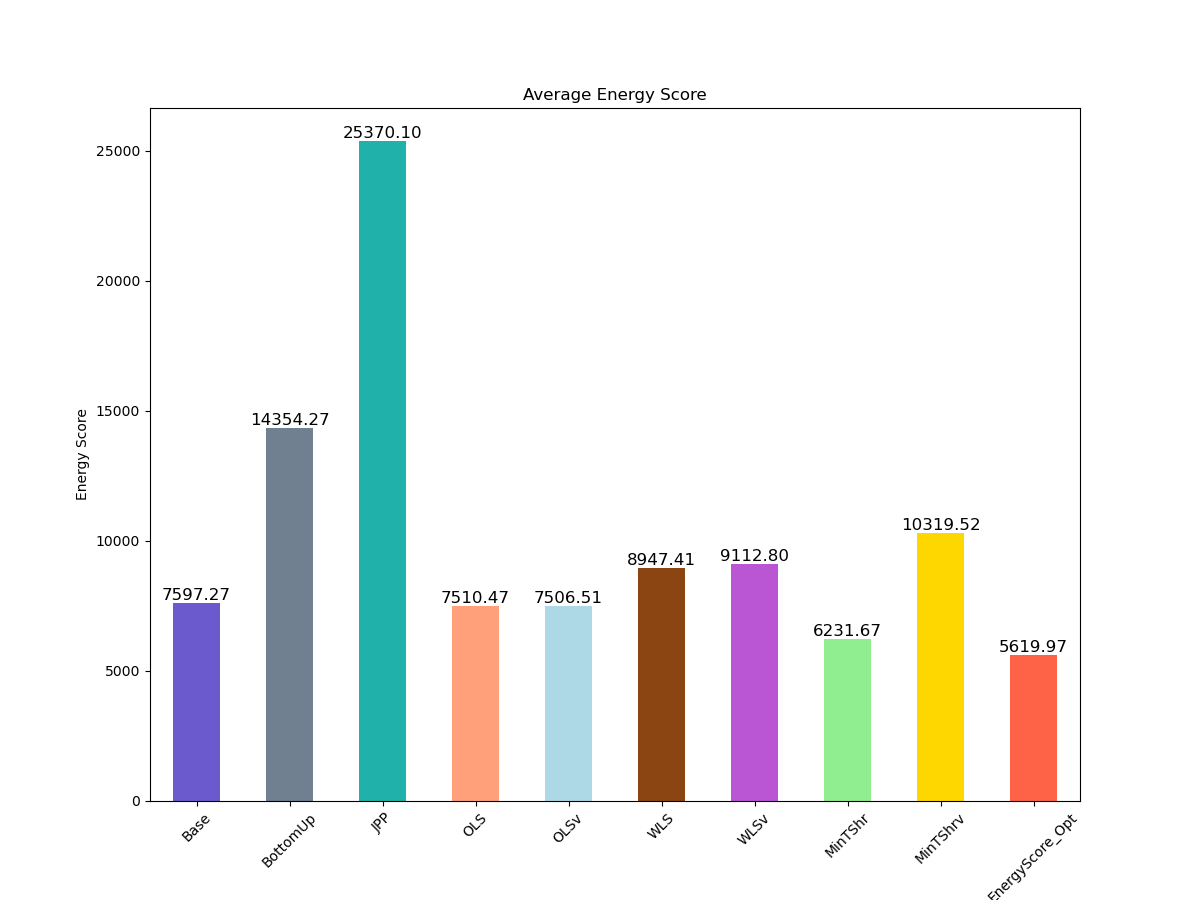 Average Energy Score
Energy Score
25000
20000
15000
10000
5000
0
7597.27
14354.27
25370.10
7510.47
7506.51
8947.41
9112.80
6231.67
10319.52
5619.97
Base
BottomUp
JPP
OLS
OLSv
WLS
WLSv
MinTShr
MinTShrv
EnergyScore_Opt